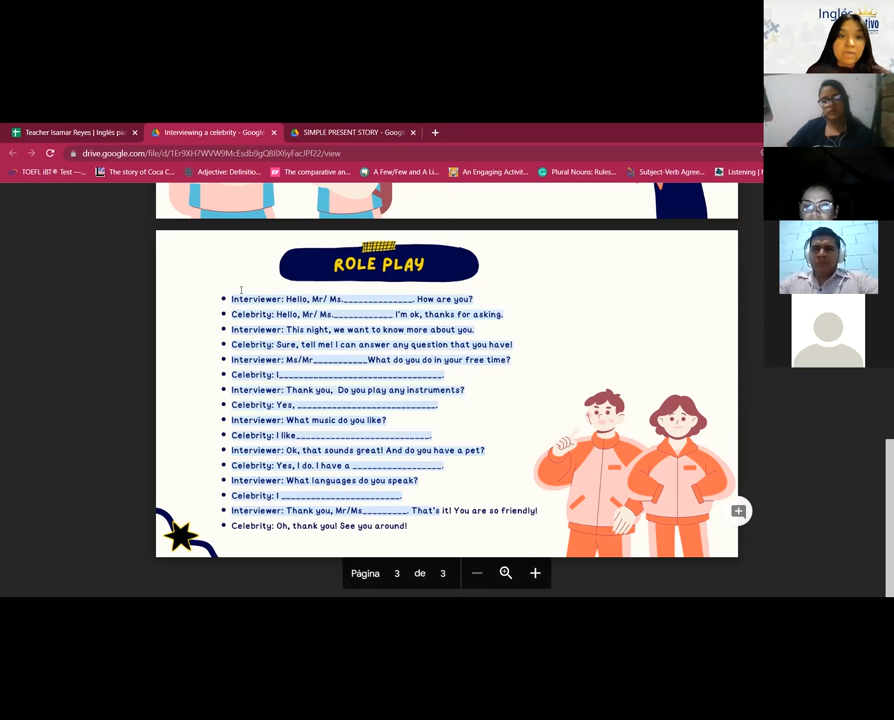 Inglés
tivo
Teacher Isamar Reyes | Inglés pa
Interviewing a celebrity - Google
SIMPLE PRESENT STORY - Google
drive.google.com/file/d/1Er9XH7WVW9McEsdb9gQ88X6yFacJPf22/view
TOEFL iBT® Test —...
The story of Coca C...
Adjective: Definitio...
The comparative an...
A Few/Few and A Li...
An Engaging Activit...
Plural Nouns: Rules...
Subject-Verb Agree...
Listening |
ROLE PLAY
Interviewer: Hello, Mr/ Ms.______________. How are you?
Celebrity: Hello, Mr/ Ms.____________ I'm ok, thanks for asking.
Interviewer: This night, we want to know more about you.
Celebrity: Sure, tell me! I can answer any question that you have!
Interviewer: Ms/Mr___________What do you do in your free time?
Celebrity: I_________________________________.
Interviewer: Thank you, Do you play any instruments?
Celebrity: Yes, ____________________________.
Interviewer: What music do you like?
Celebrity: I like___________________________.
Interviewer: Ok, that sounds great! And do you have a pet?
Celebrity: Yes, I do. I have a __________________.
Interviewer: What languages do you speak?
Celebrity: I ________________________.
Interviewer: Thank you, Mr/Ms_________. That's it! You are so friendly!
Celebrity: Oh, thank you! See you around!
Página 3 de 3